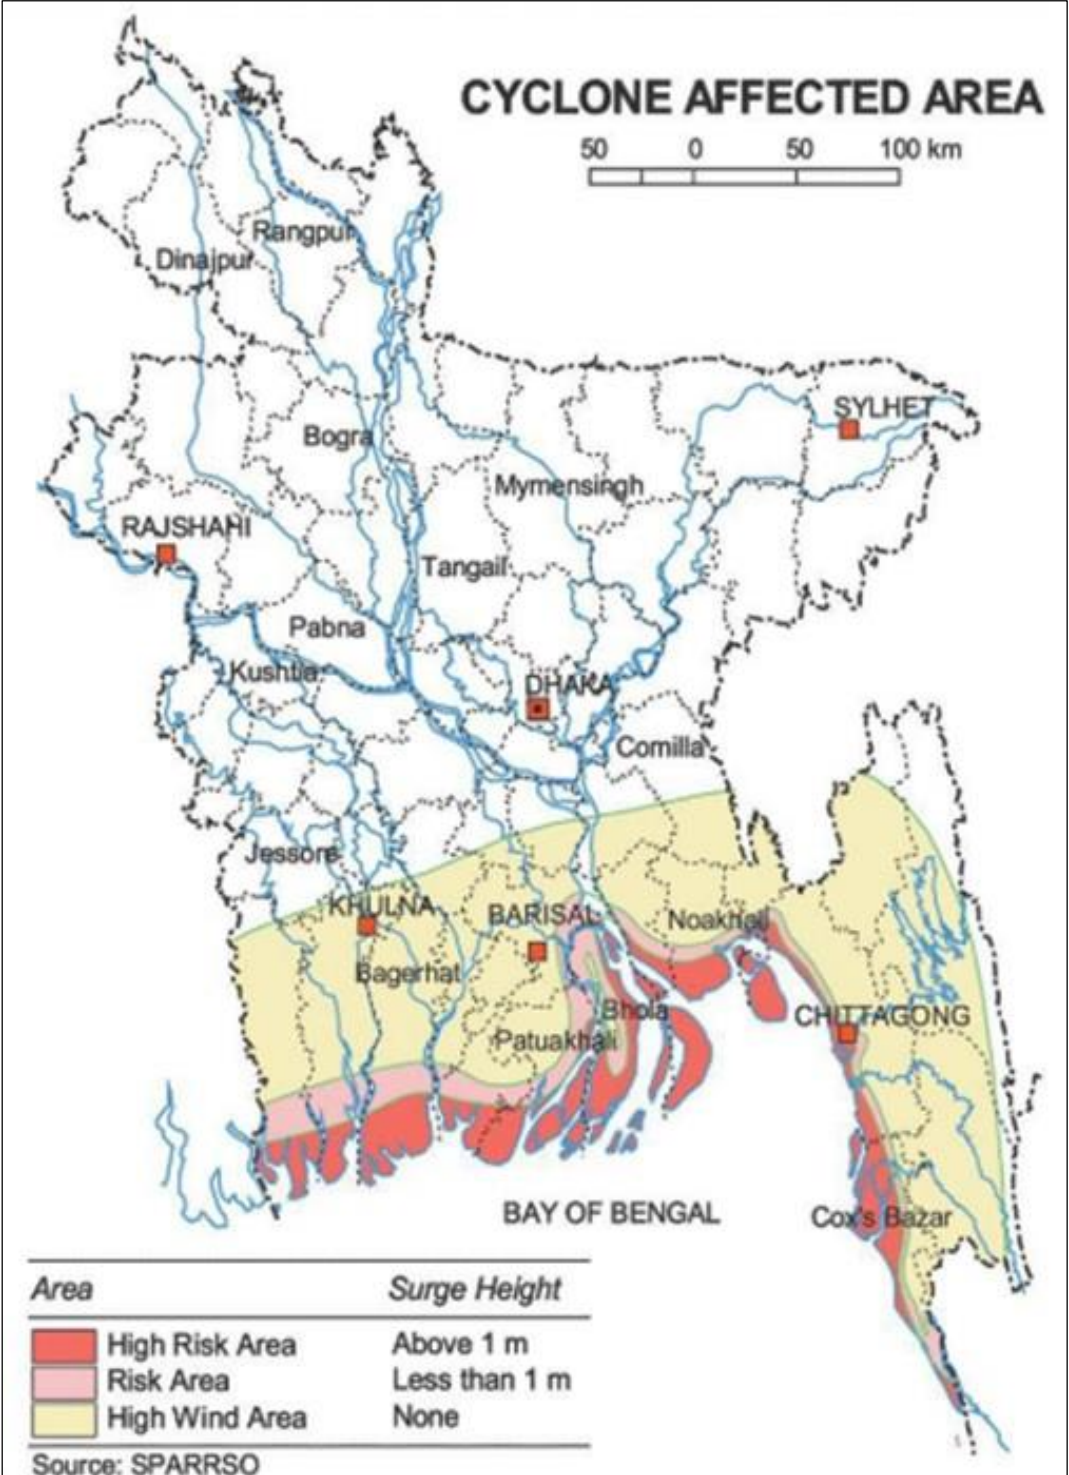 CYCLONE AFFECTED AREA
50 0 50 100 km
Rangpur
Dinajpur
SYLHET
Bogra
Mymensingh
RAJSHAHI
Tangail
Pabna
Kushtia
DHAKA
Comilla
Jessore
KHULNA
BARISAL
Noakhali
Bagerhat
Bhola
CHITTAGONG
Patuakhali
BAY OF BENGAL
Cox's Bazar
Area Surge Height
High Risk Area Above 1 m
Risk Area Less than 1 m
High Wind Area None
Source: SPARRSO